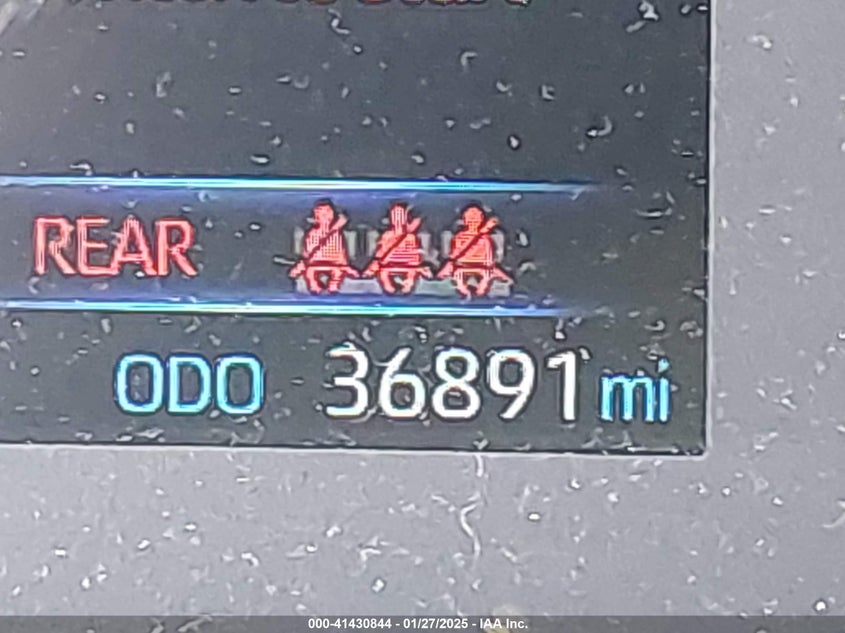 REAR
ODO 36891 mi
000-41430844 - 01/27/2025 - IAA Inc.